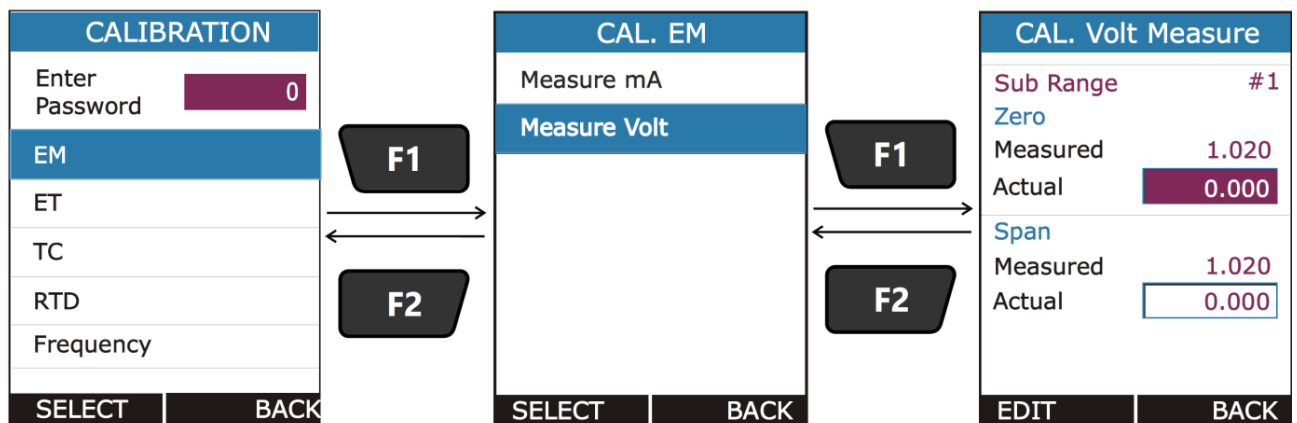 CALIBRATION
Enter
Password 0
EM
ET
TC
RTD
Frequency
SELECT BACK
F1
F2
CAL. EM
Measure mA
Measure Volt
SELECT BACK
F1
F2
CAL. Volt Measure
Sub Range #1
Zero
Measured 1.020
Actual 0.000
Span
Measured 1.020
Actual 0.000
EDIT BACK